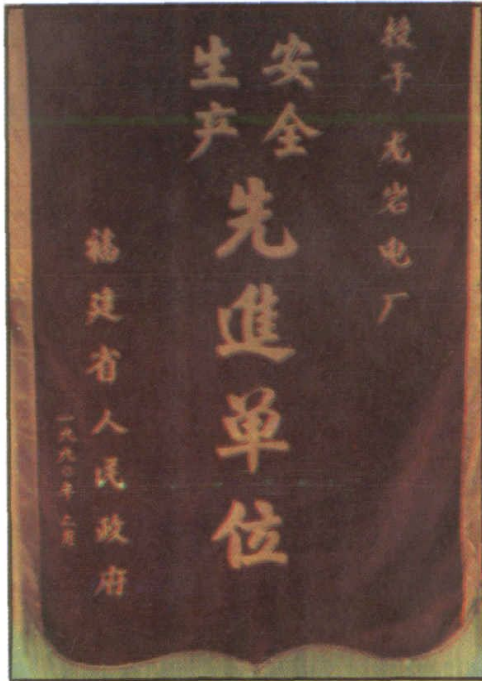 授予 龙岩电厂
安全
生产
先進单位
福建省人民政府
一九九〇年